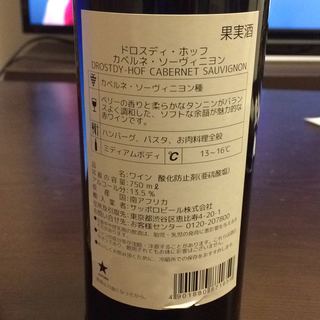 果実酒
ドロスディ・ホッフ
カベルネ・ソーヴィニヨン
DROSTDY-HOF CABERNET SAUVIGNON
カベルネ・ソーヴィニヨン種
ベリーの香りと柔らかなタンニンがバラン
スよく調和した、ソフトな余韻が魅力的な
赤ワインです。
ハンバーグ、パスタ、お肉料理全般
ミディアムボディ ℃ 13~16℃
品名:ワイン 酸化防止剤(亜硫酸塩)
容器の容量:750mℓ
アルコール分:13.5%
原産国:南アフリカ
サッポロビール株式会社
東京都渋谷区恵比寿4-20-1
お客様センター 0120-207800